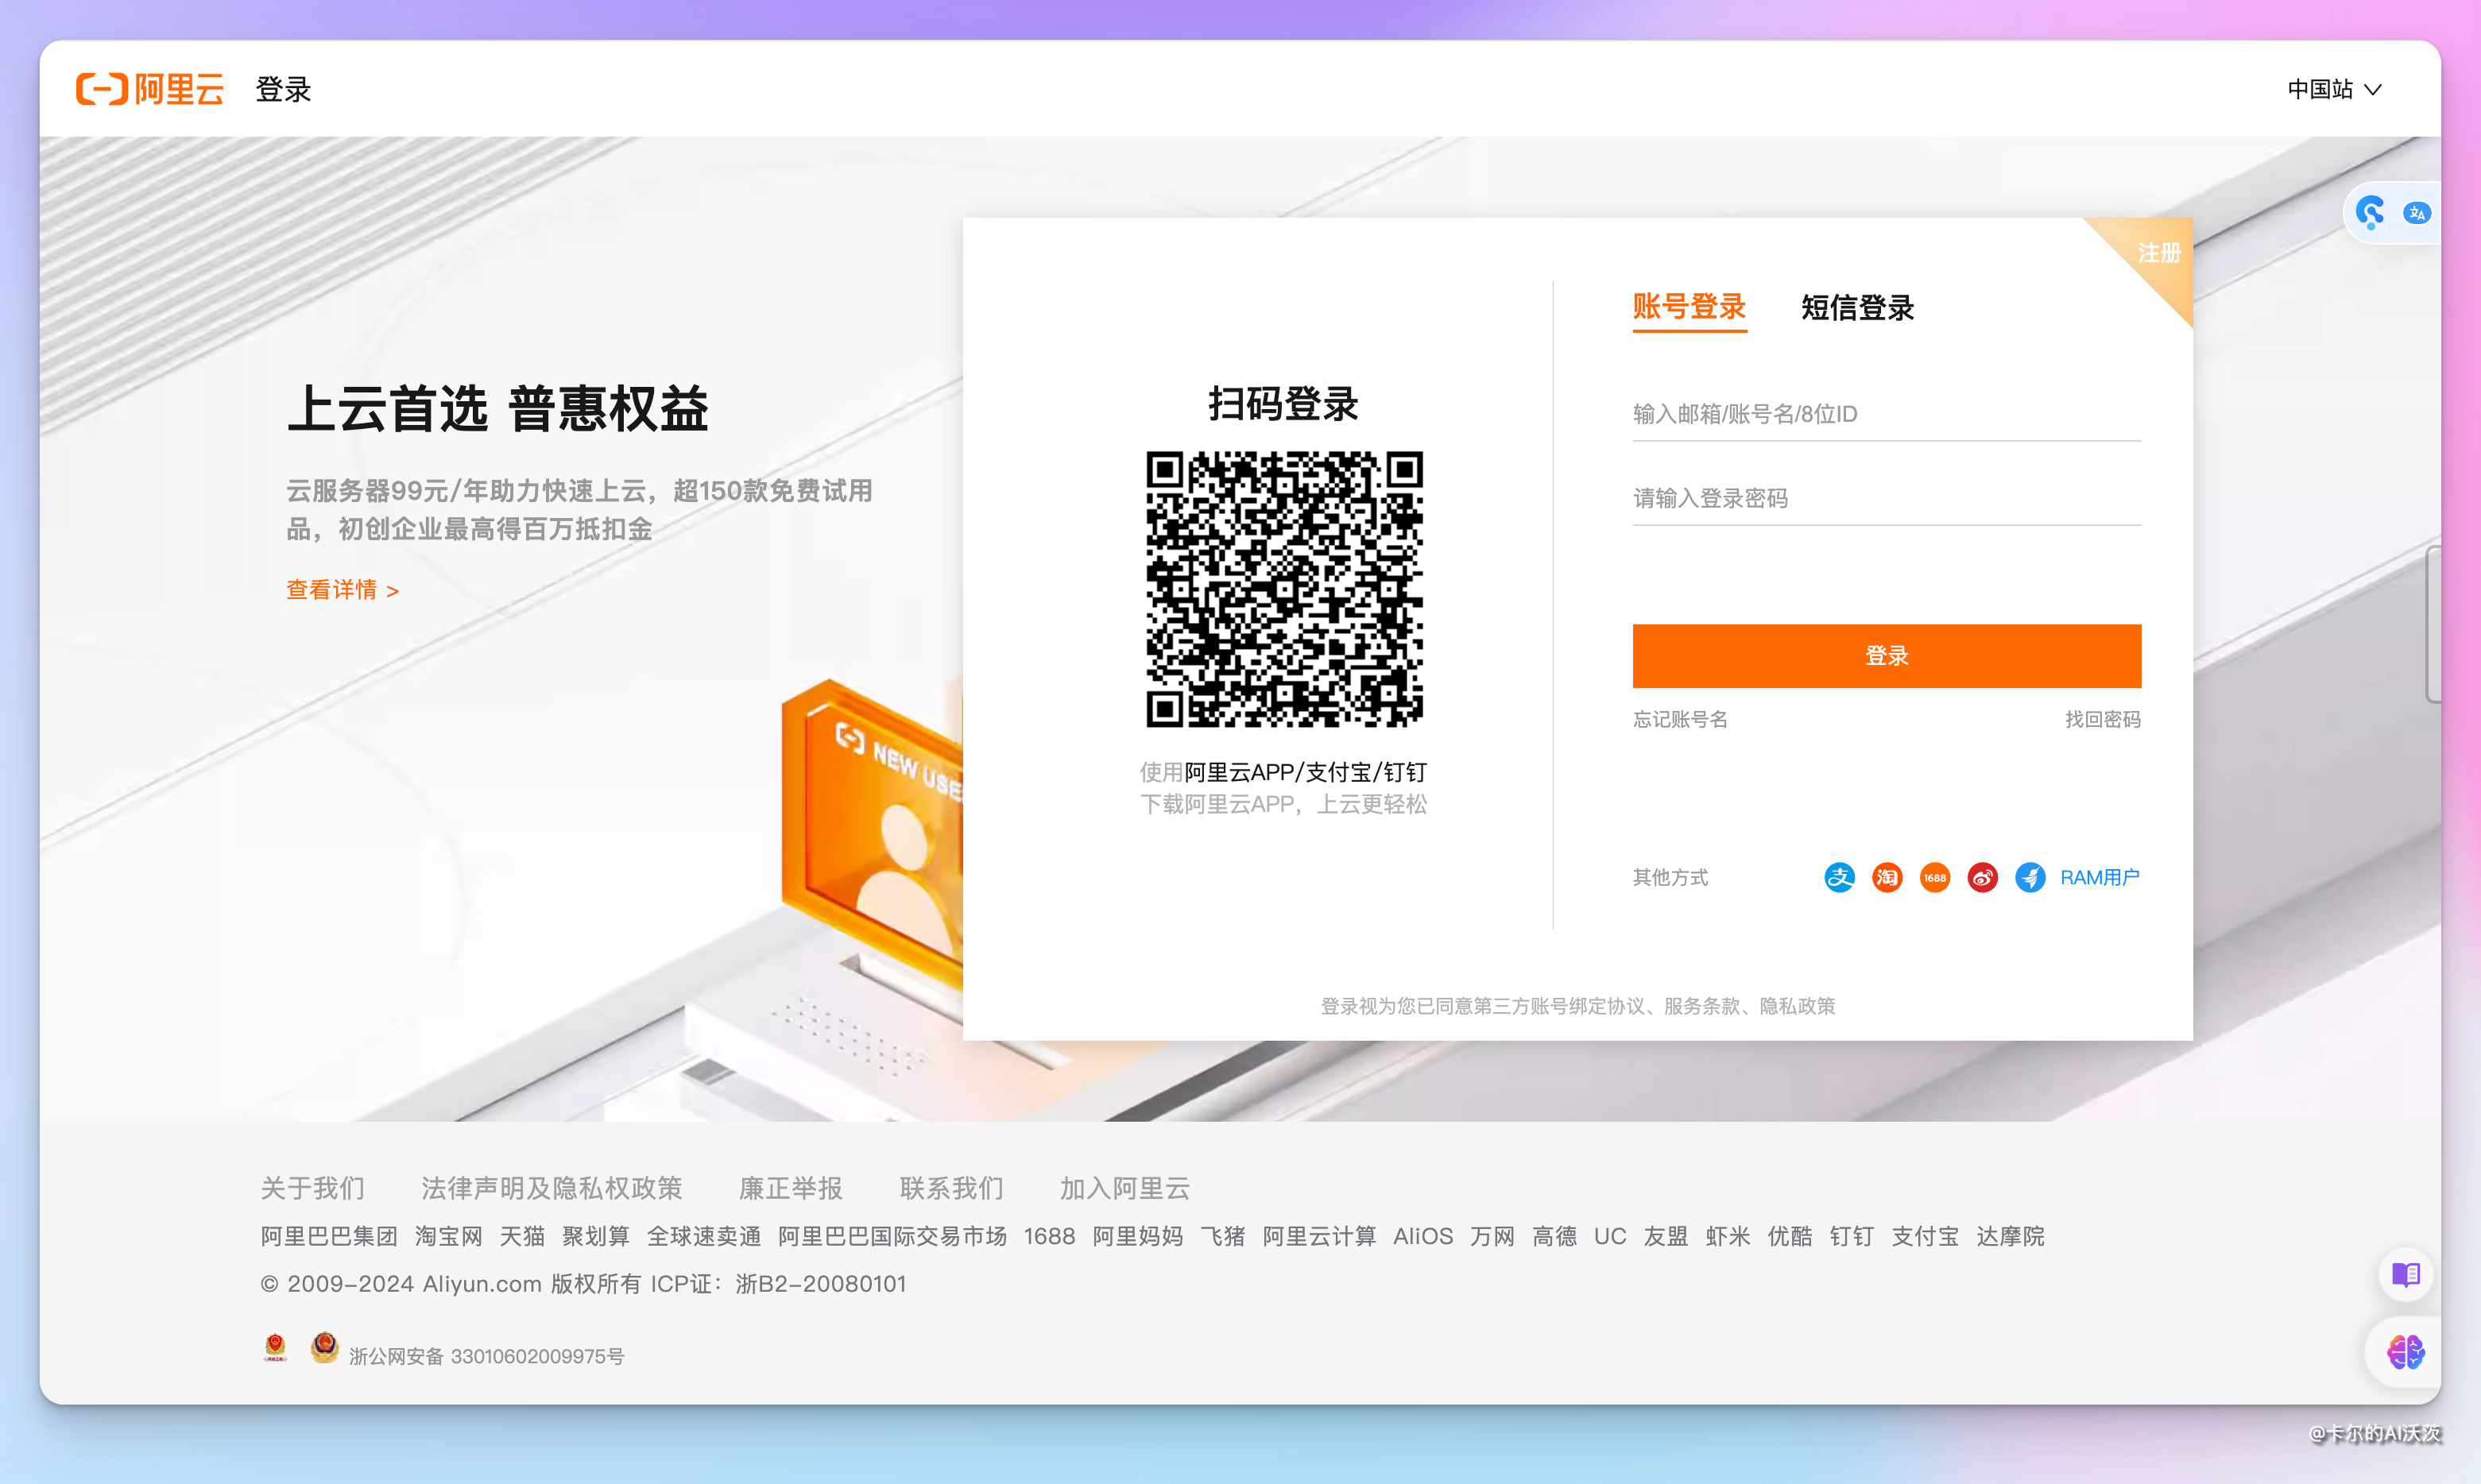 阿里云 登录
中国站
注册
上云首选 普惠权益
云服务器99元/年助力快速上云，超150款免费试用
品，初创企业最高得百万抵扣金
查看详情 >
NEW USE
扫码登录
使用阿里云APP/支付宝/钉钉
下载阿里云APP，上云更轻松
账号登录 短信登录
输入邮箱/账号名/8位ID
请输入登录密码
登录
忘记账号名 找回密码
其他方式 支 淘 1688 RAM用户
登录视为您已同意第三方账号绑定协议、服务条款、隐私政策
关于我们 法律声明及隐私权政策 廉正举报 联系我们 加入阿里云
阿里巴巴集团 淘宝网 天猫 聚划算 全球速卖通 阿里巴巴国际交易市场 1688 阿里妈妈 飞猪 阿里云计算 AliOS 万网 高德 UC 友盟 虾米 优酷 钉钉 支付宝 达摩院
© 2009-2024 Aliyun.com 版权所有 ICP证：浙B2-20080101
浙公网安备 33010602009975号
@卡尔的AI沃茨